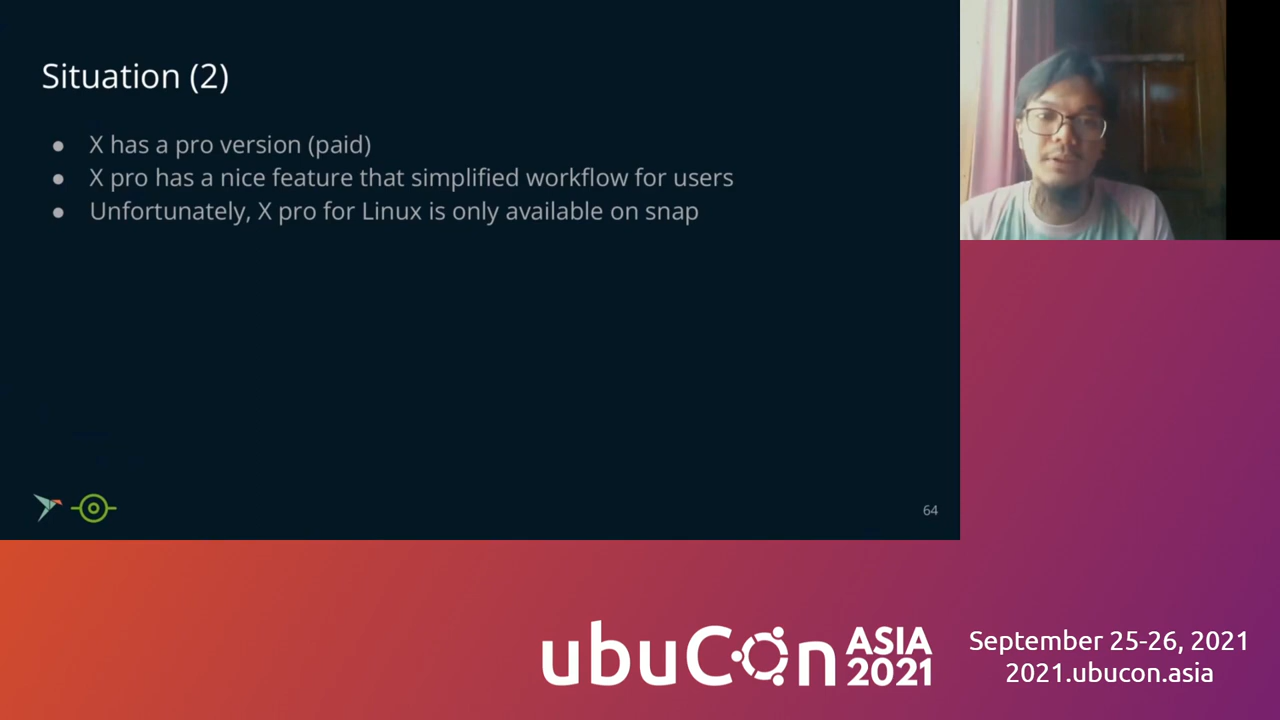 Situation (2)
● X has a pro version (paid)
● X pro has a nice feature that simplified workflow for users
● Unfortunately, X pro for Linux is only available on snap
64
ubuCon ASIA 2021
September 25-26, 2021
2021.ubucon.asia